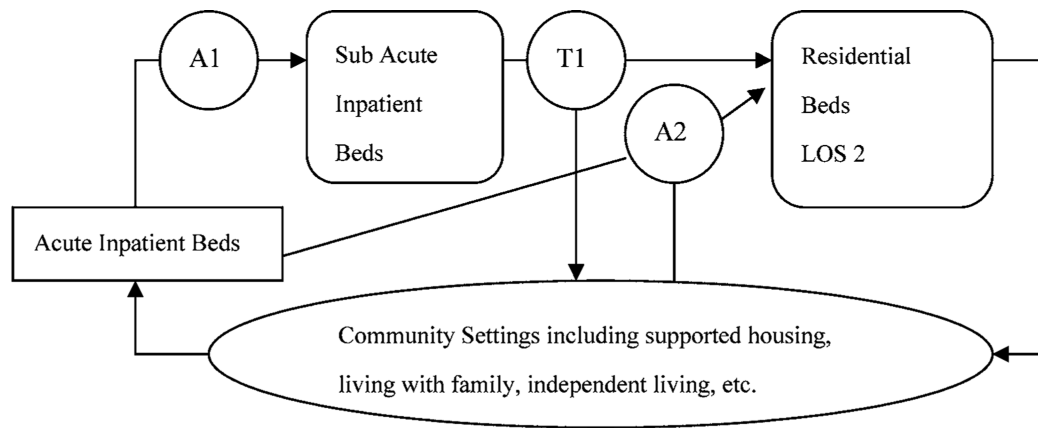 A1
Sub Acute
Inpatient
Beds
T1
A2
Residential
Beds
LOS 2
Acute Inpatient Beds
Community Settings including supported housing,
living with family, independent living, etc.